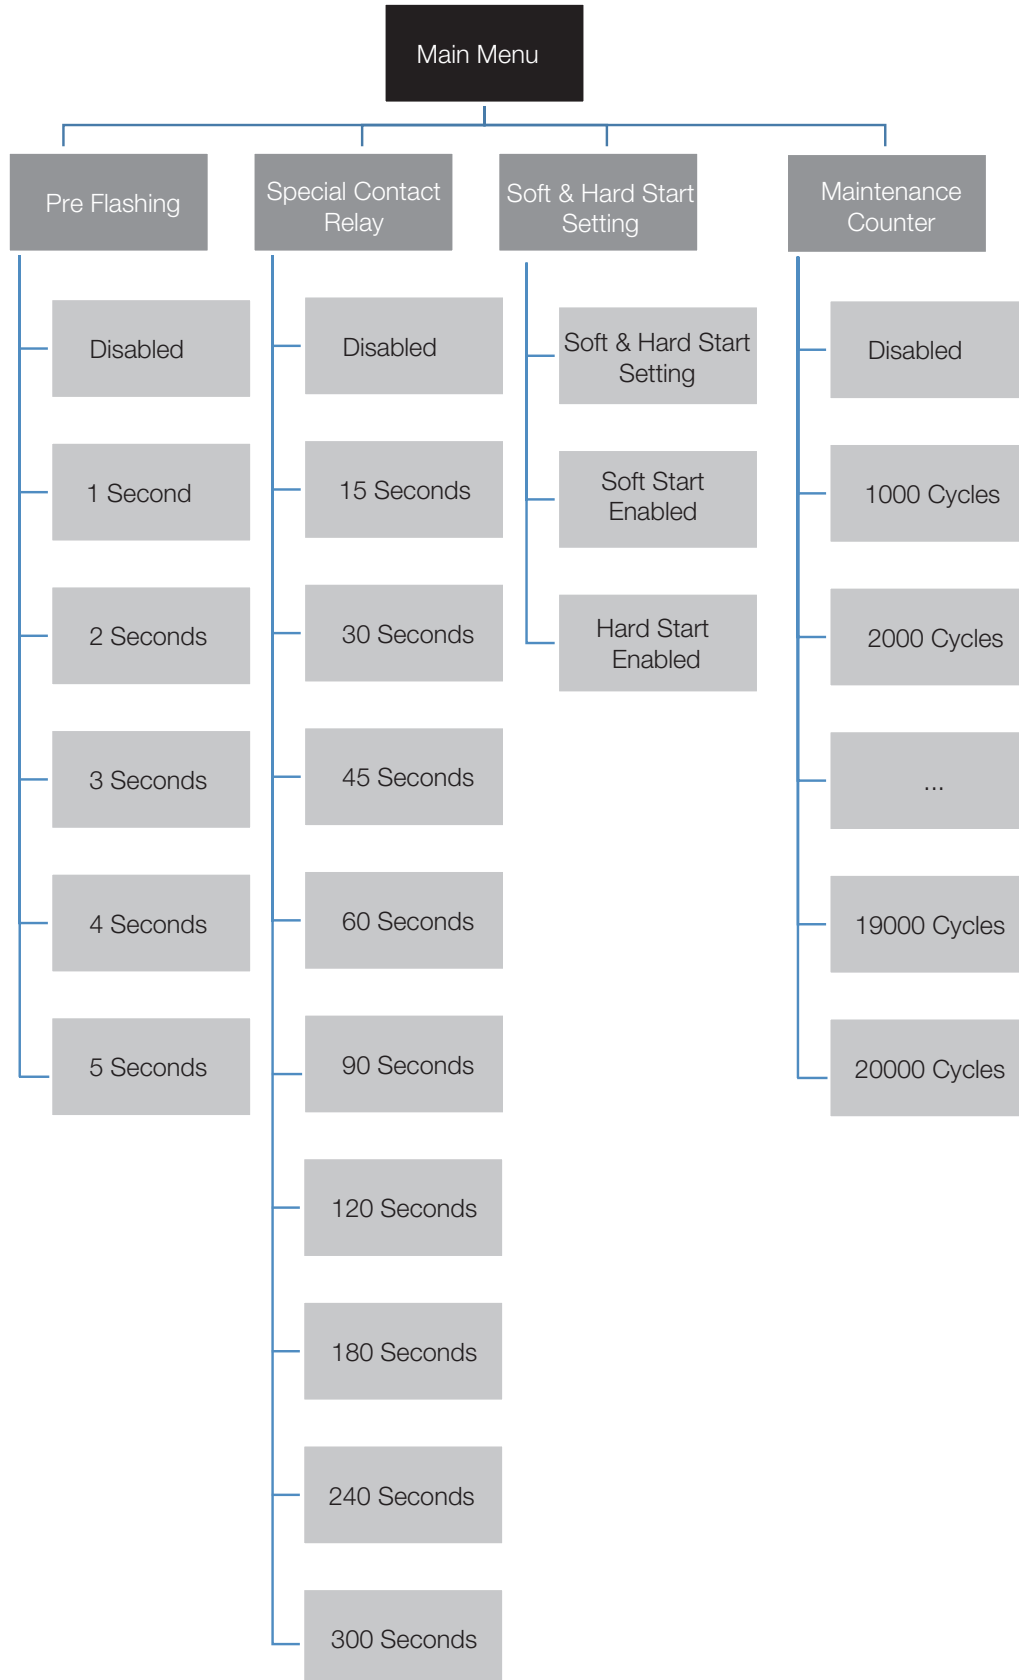 Main Menu
Pre Flashing
Special Contact
Relay
Soft & Hard Start
Setting
Maintenance
Counter
Disabled
1 Second
2 Seconds
3 Seconds
4 Seconds
5 Seconds
Disabled
15 Seconds
30 Seconds
45 Seconds
60 Seconds
90 Seconds
120 Seconds
180 Seconds
240 Seconds
300 Seconds
Soft & Hard Start
Setting
Soft Start
Enabled
Hard Start
Enabled
Disabled
1000 Cycles
2000 Cycles
...
19000 Cycles
20000 Cycles